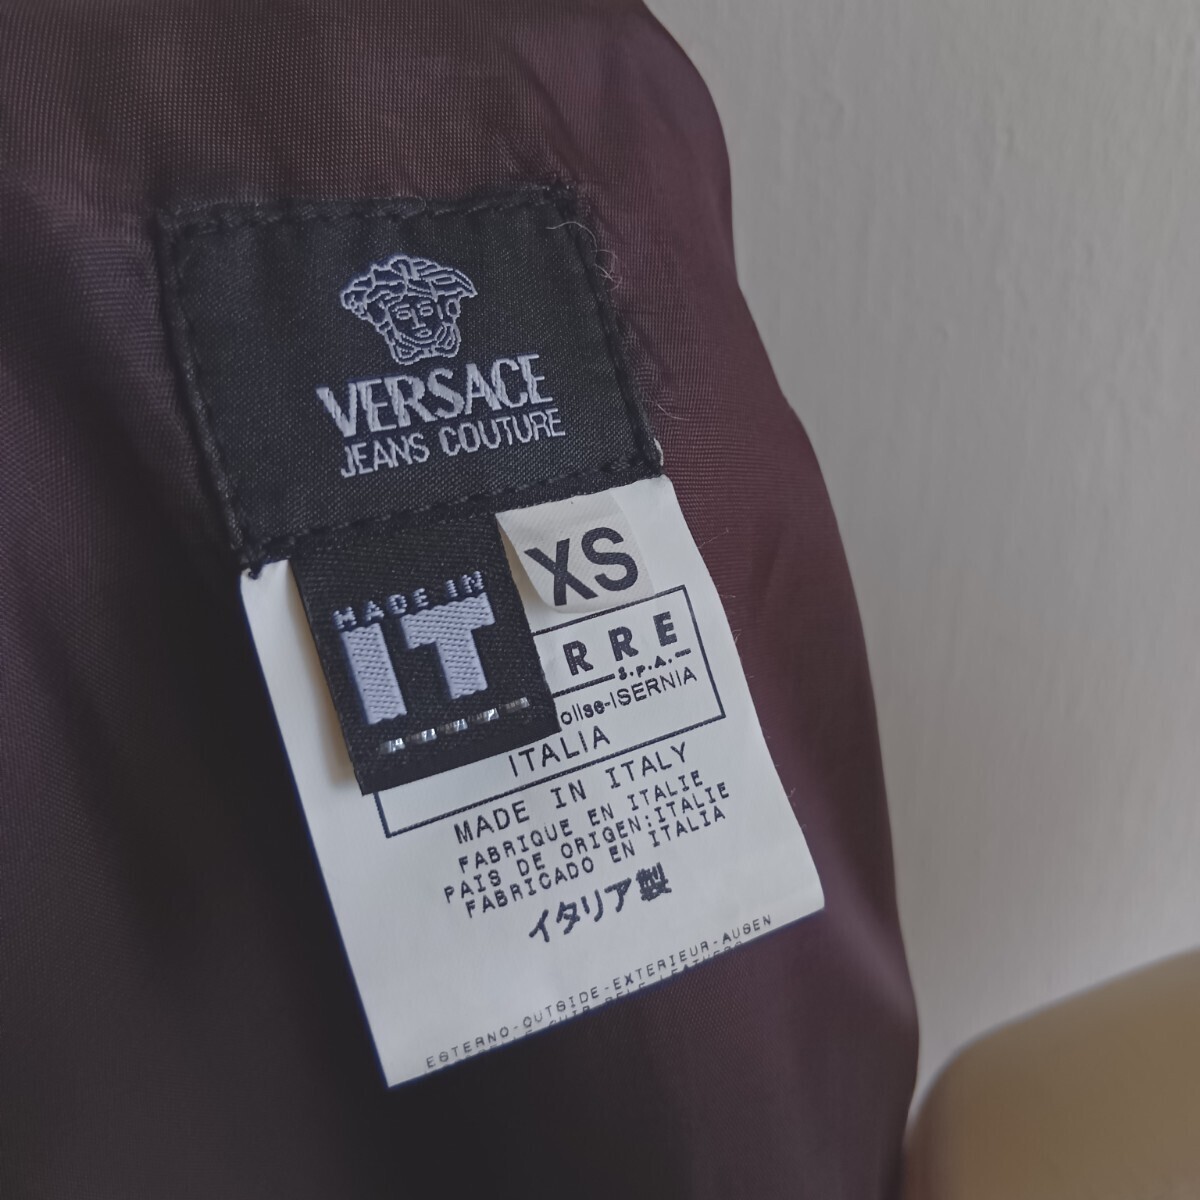 VERSACE
JEANS COUTURE
XS
MADE IN
IT
RRE
S.P.A.
olise-ISERNIA
ITALIA
MADE IN ITALY
FABRIQUE EN ITALIE
PAIS DE ORIGEN:ITALIE
FABRICADO EN ITALIA
イタリア製
ESTERNO-OUTSIDE-EXTERIEUR-AUSEN